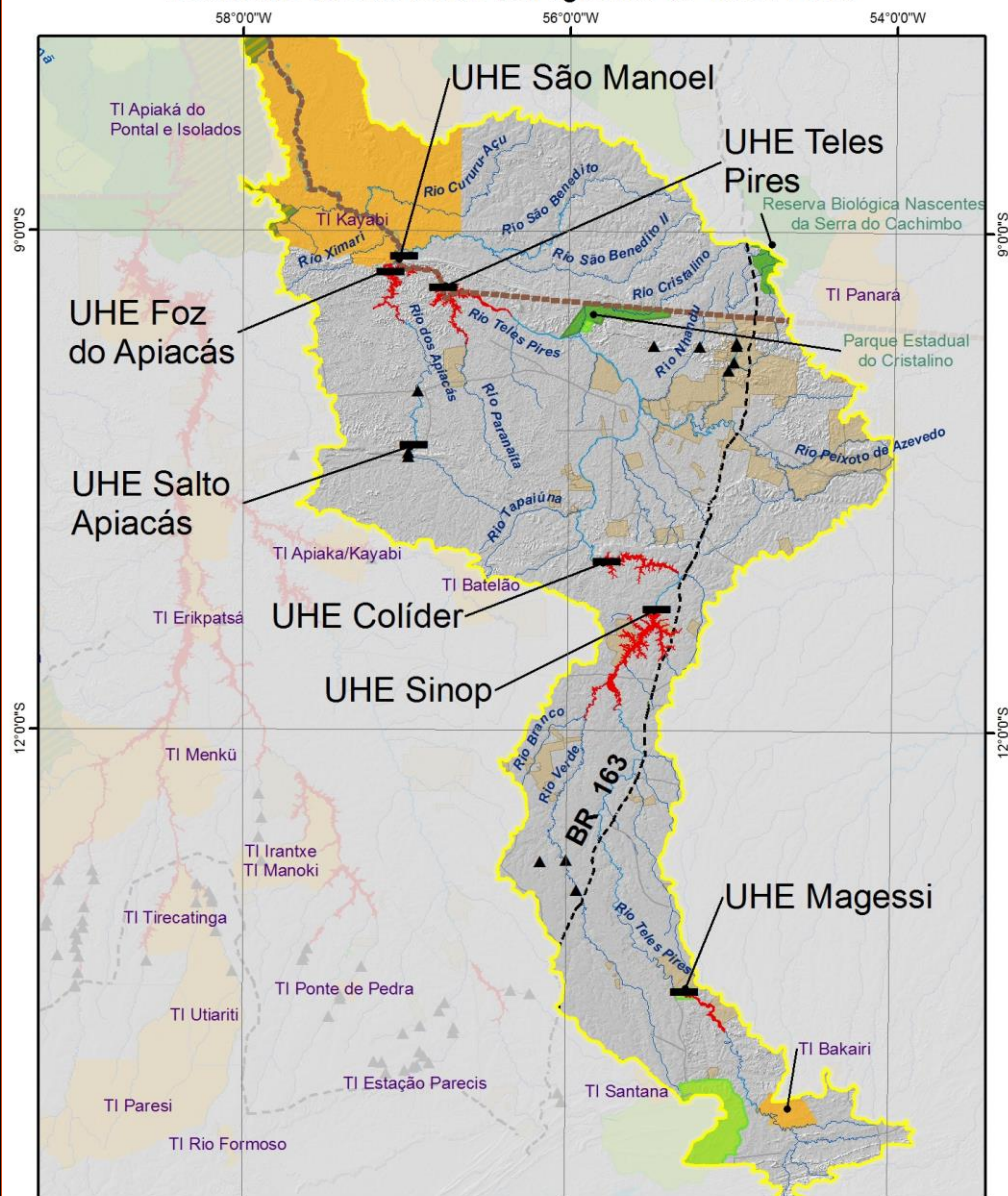 58°0'0"W
56°0'0"W
54°0'0"W
UHE São Manoel
TI Apiaká do
Pontal e Isolados
Rio Cururu-Açu
UHE Teles
Pires
Rio São Benedito
Reserva Biológica Nascentes
da Serra do Cachimbo
TI Kayabi
9°0'0"S
9°0'0"S
Rio Ximari
Rio São Benedito II
Rio Cristalino
TI Panará
UHE Foz
do Apiacás
Rio dos Apiacás
Rio Teles Pires
Rio Nhandu
Parque Estadual
do Cristalino
Rio Paranaíta
Rio Peixoto de Azevedo
UHE Salto
Apiacás
Rio Tapaiúna
TI Apiaka/Kayabi
TI Batelão
TI Erikpatsá
UHE Colíder
UHE Sinop
12°0'0"S
12°0'0"S
Rio Branco
TI Menkü
Rio Verde
BR 163
TI Irantxe
TI Manoki
UHE Magessi
TI Tirecatinga
Rio Teles Pires
TI Ponte de Pedra
TI Utiariti
TI Bakairi
TI Estação Parecis
TI Santana
TI Paresi
TI Rio Formoso